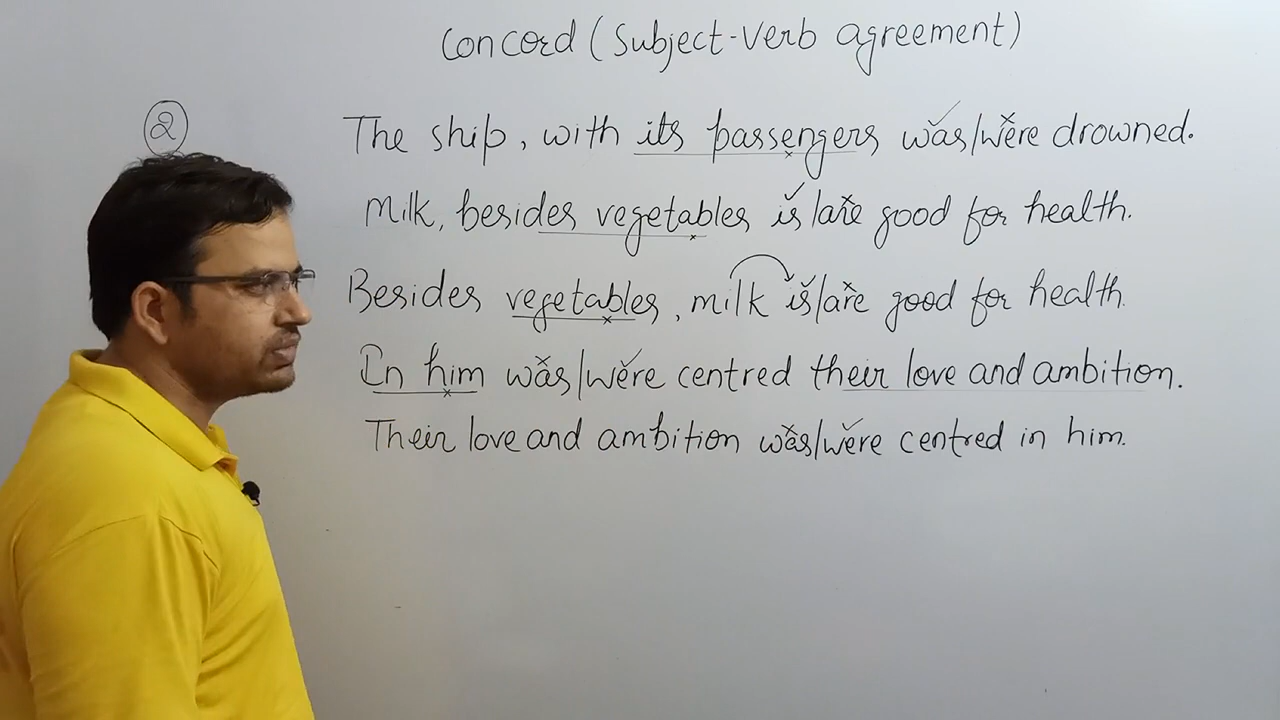 Concord (Subject-Verb agreement)
2
The ship, with its passengers was/were drowned.
Milk, besides vegetables is/are good for health.
Besides vegetables, milk is/are good for health.
In him was/were centred their love and ambition.
Their love and ambition was/were centred in him.